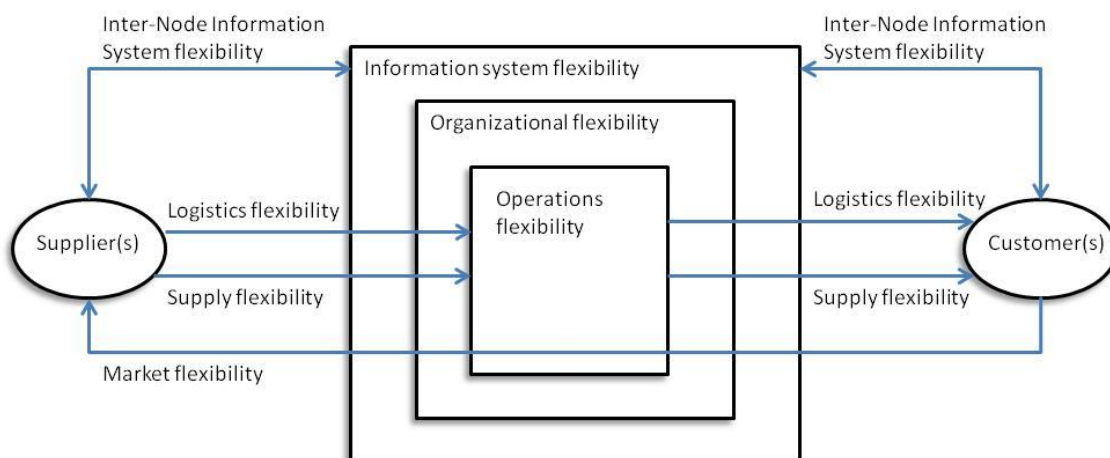 Inter-Node Information
System flexibility
Inter-Node Information
System flexibility
Information system flexibility
Organizational flexibility
Operations
flexibility
Logistics flexibility
Logistics flexibility
Supplier(s)
Customer(s)
Supply flexibility
Supply flexibility
Market flexibility